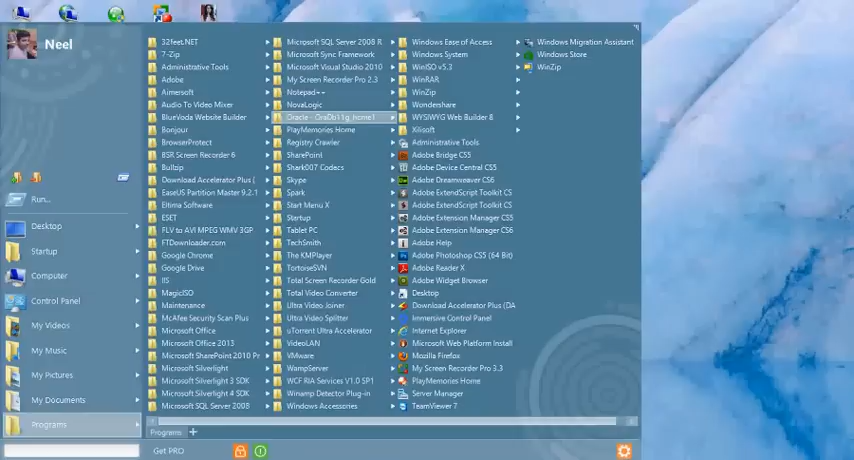 Neel
Run...
Desktop
Startup
Computer
Control Panel
My Videos
My Music
My Pictures
My Documents
Programs
32feet.NET
7-Zip
Administrative Tools
Adobe
Aimersoft
Audio To Video Mixer
BlueVoda Website Builder
Bonjour
BrowserProtect
BSR Screen Recorder 6
Bullzip
Download Accelerator Plus (
EaseUS Partition Master 9.2.1
Eltima Software
ESET
FLV to AVI MPEG WMV 3GP
FTDownloader.com
Google Chrome
Google Drive
IIS
MagicISO
Maintenance
McAfee Security Scan Plus
Microsoft Office
Microsoft Office 2013
Microsoft SharePoint 2010 Pr
Microsoft Silverlight
Microsoft Silverlight 3 SDK
Microsoft Silverlight 4 SDK
Microsoft SQL Server 2008
Microsoft SQL Server 2008 R
Microsoft Sync Framework
Microsoft Visual Studio 2010
My Screen Recorder Pro 2.3
Notepad++
NovaLogic
Oracle - OraDb11g_home1
PlayMemories Home
Registry Crawler
SharePoint
Shark007 Codecs
Skype
Spark
Start Menu X
Startup
Tablet PC
TechSmith
The KMPlayer
TortoiseSVN
Total Screen Recorder Gold
Total Video Converter
Ultra Video Joiner
Ultra Video Splitter
uTorrent Ultra Accelerator
VideoLAN
VMware
WampServer
WCF RIA Services V1.0 SP1
Winamp Detector Plug-in
Windows Accessories
Windows Ease of Access
Windows System
WinISO v5.3
WinRAR
WinZip
Wondershare
WYSIWYG Web Builder 8
Xilisoft
Administrative Tools
Adobe Bridge CS5
Adobe Device Central CS5
Adobe Dreamweaver CS6
Adobe ExtendScript Toolkit CS
Adobe ExtendScript Toolkit CS
Adobe Extension Manager CS5
Adobe Extension Manager CS6
Adobe Help
Adobe Photoshop CS5 (64 Bit)
Adobe Reader X
Adobe Widget Browser
Desktop
Download Accelerator Plus (DA
Immersive Control Panel
Internet Explorer
Microsoft Web Platform Install
Mozilla Firefox
My Screen Recorder Pro 3.3
PlayMemories Home
Server Manager
TeamViewer 7
Windows Migration Assistant
Windows Store
WinZip
Programs
Get PRO